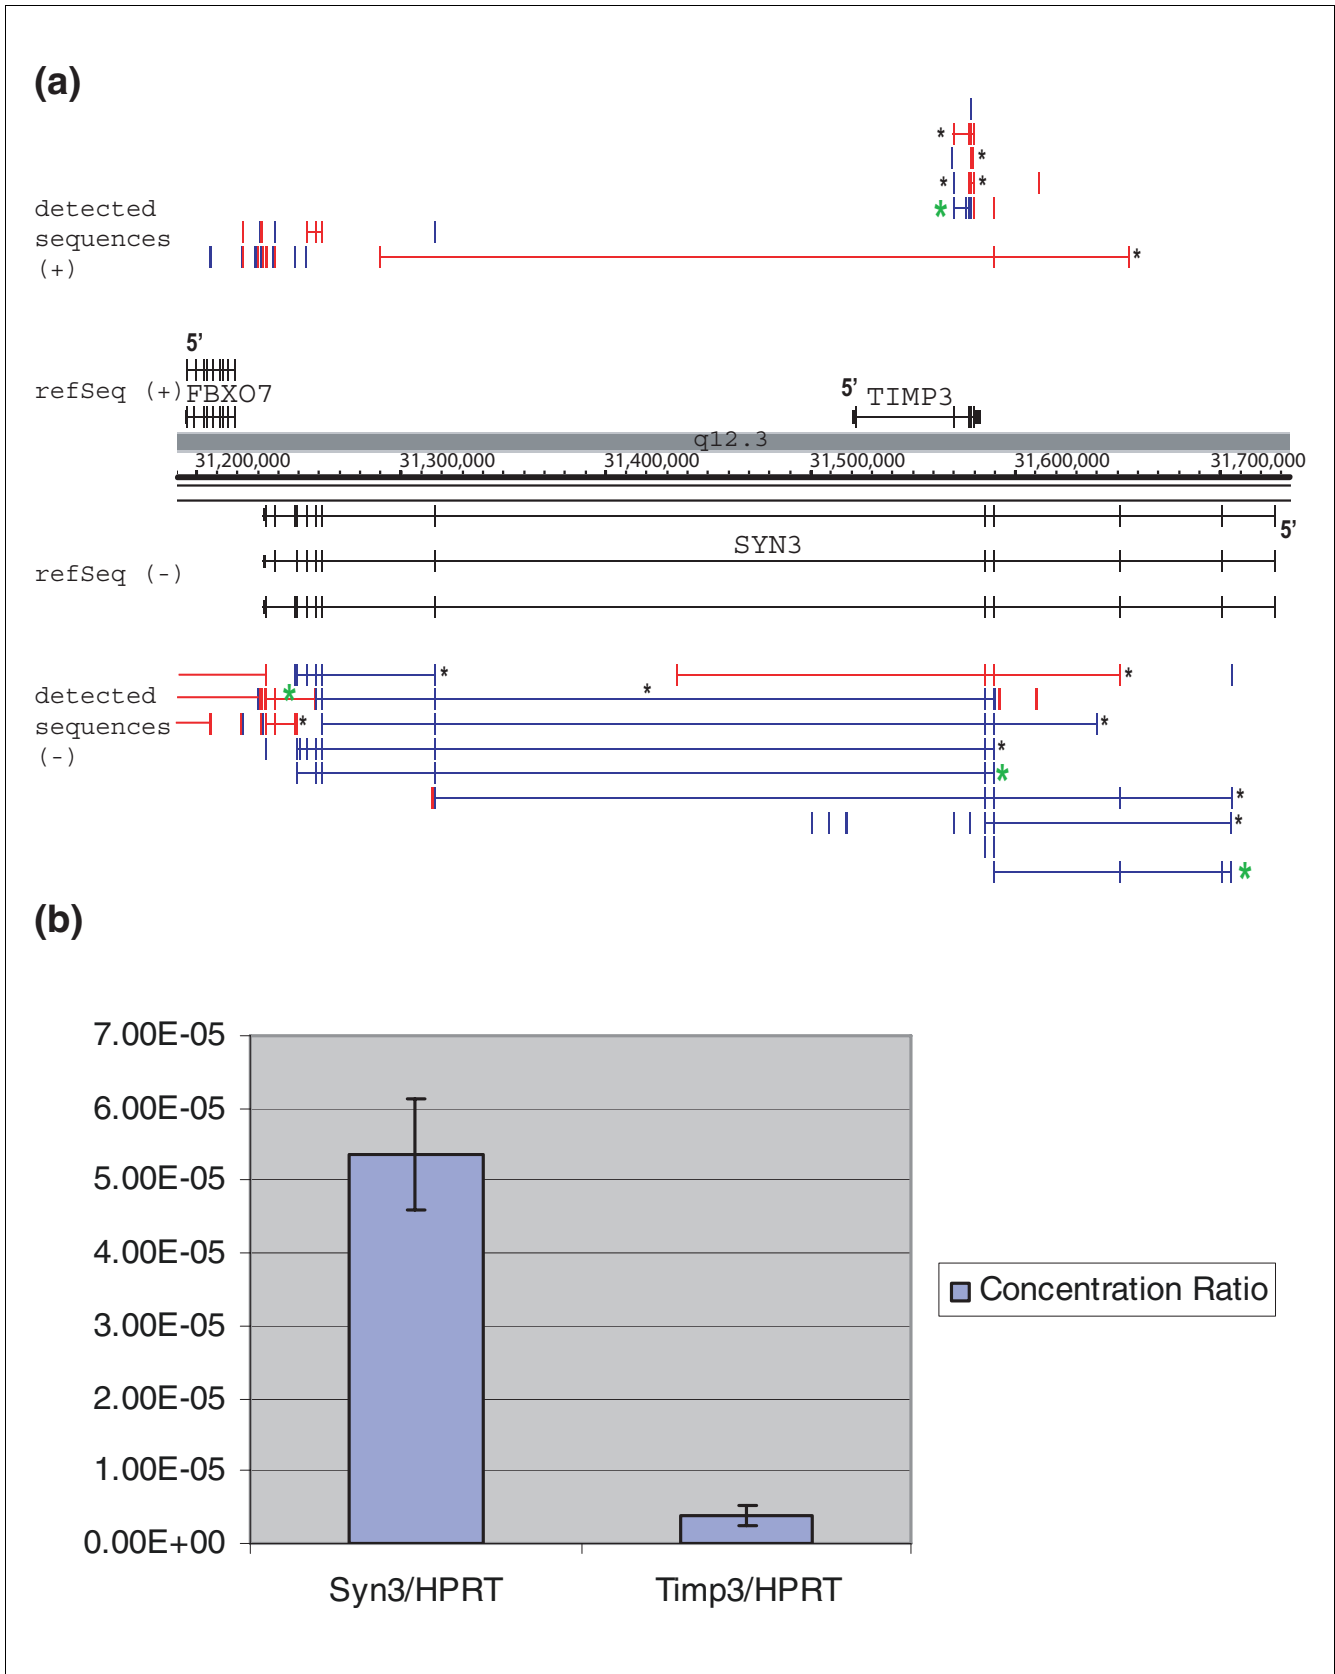 (a)
*
*
* *
detected *
sequences
(+) *
5'
refSeq (+) FBXO7
5' TIMP3
q12.3
31,200,000 31,300,000 31,400,000 31,500,000 31,600,000 31,700,000
5'
SYN3
refSeq (-)
* *
detected * *
sequences * *
(-) *
*
*
*
*
(b)
7.00E-05
6.00E-05
5.00E-05
4.00E-05
3.00E-05
2.00E-05
1.00E-05
0.00E+00
Concentration Ratio
Syn3/HPRT Timp3/HPRT